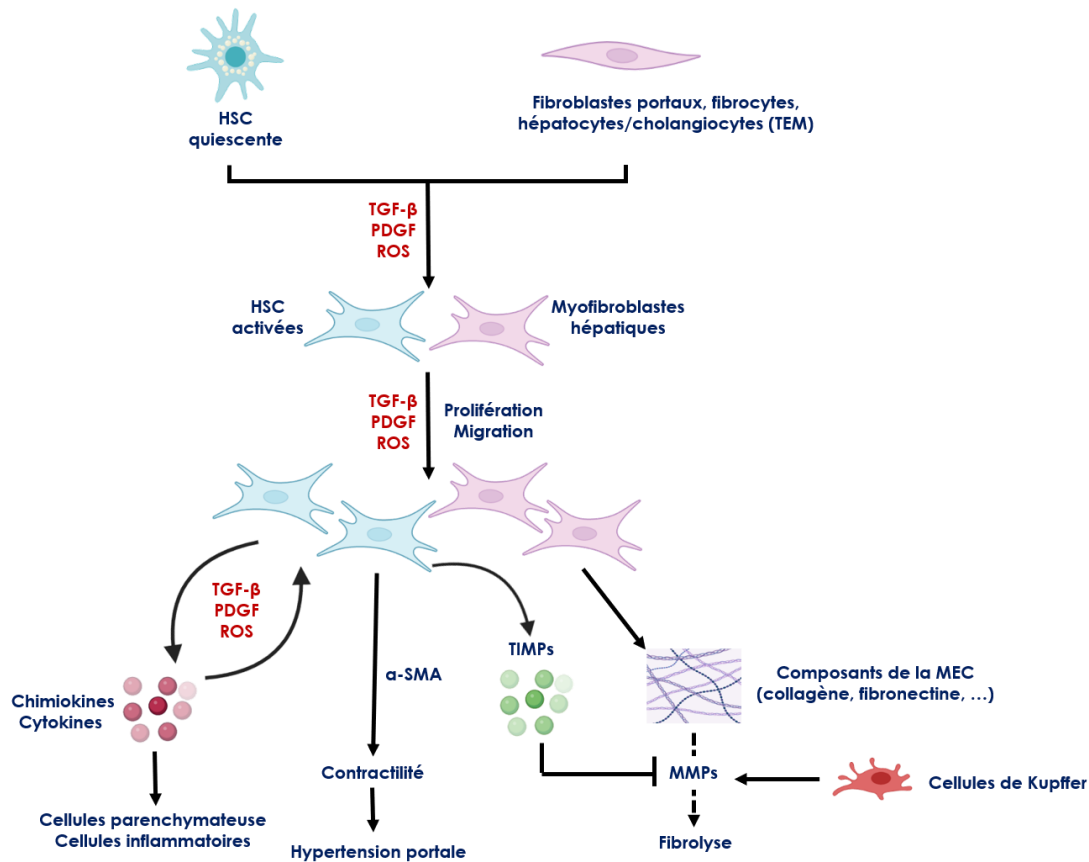 HSC
quiescente
Fibroblastes portaux, fibrocytes,
hépatocytes/cholangiocytes (TEM)
TGF-β
PDGF
ROS
HSC
activées
Myofibroblastes
hépatiques
TGF-β
PDGF
ROS
Prolifération
Migration
TGF-β
PDGF
ROS
Chimiokines
Cytokines
α-SMA
TIMPs
Composants de la MEC
(collagène, fibronectine, ...)
Contractilité
MMPs
Cellules de Kupffer
Cellules parenchymateuse
Cellules inflammatoires
Hypertension portale
Fibrolyse